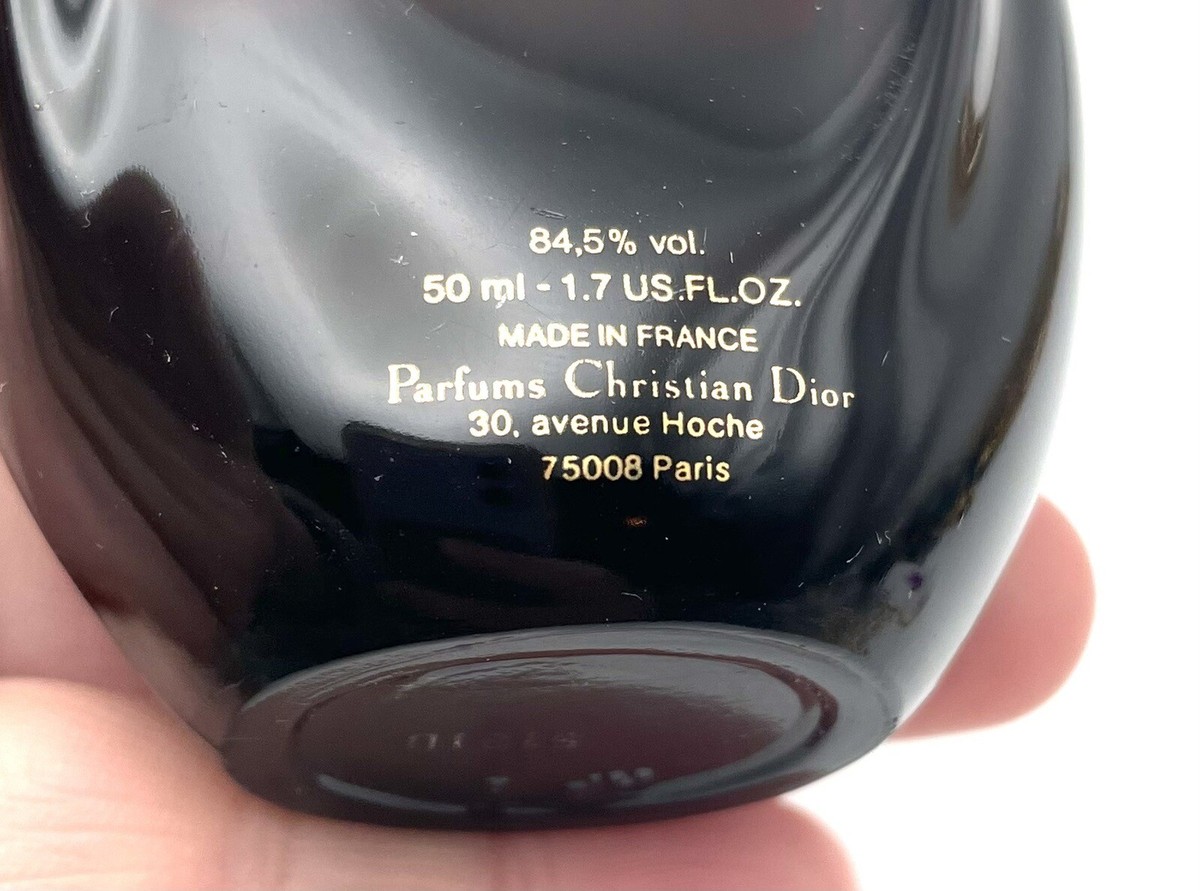 84,5% vol.
50 ml - 1.7 US.FL.OZ.
MADE IN FRANCE
Parfums Christian Dior
30, avenue Hoche
75008 Paris